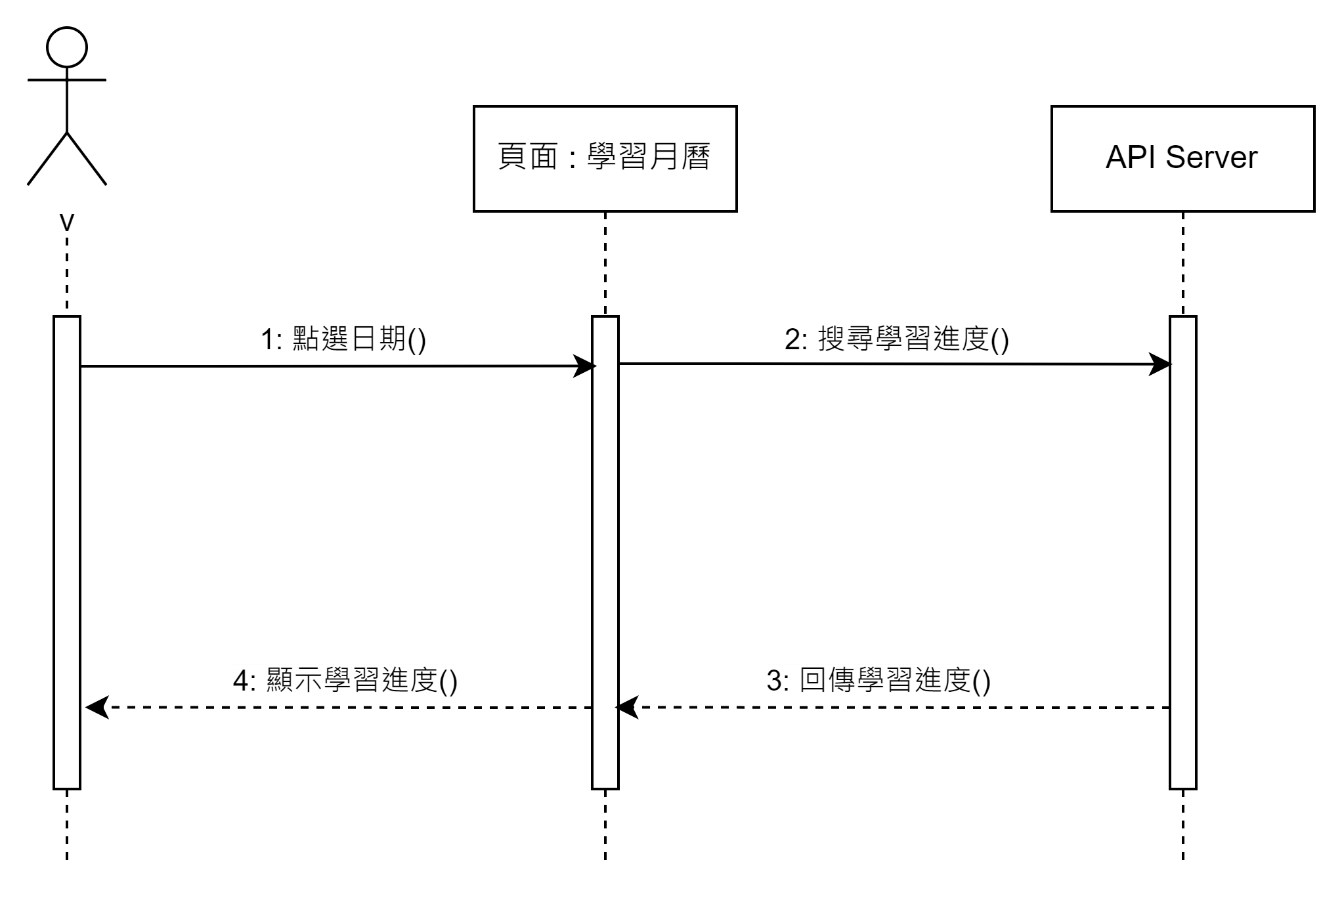 v
頁面 : 學習月曆
API Server
1: 點選日期()
2: 搜尋學習進度()
4: 顯示學習進度()
3: 回傳學習進度()